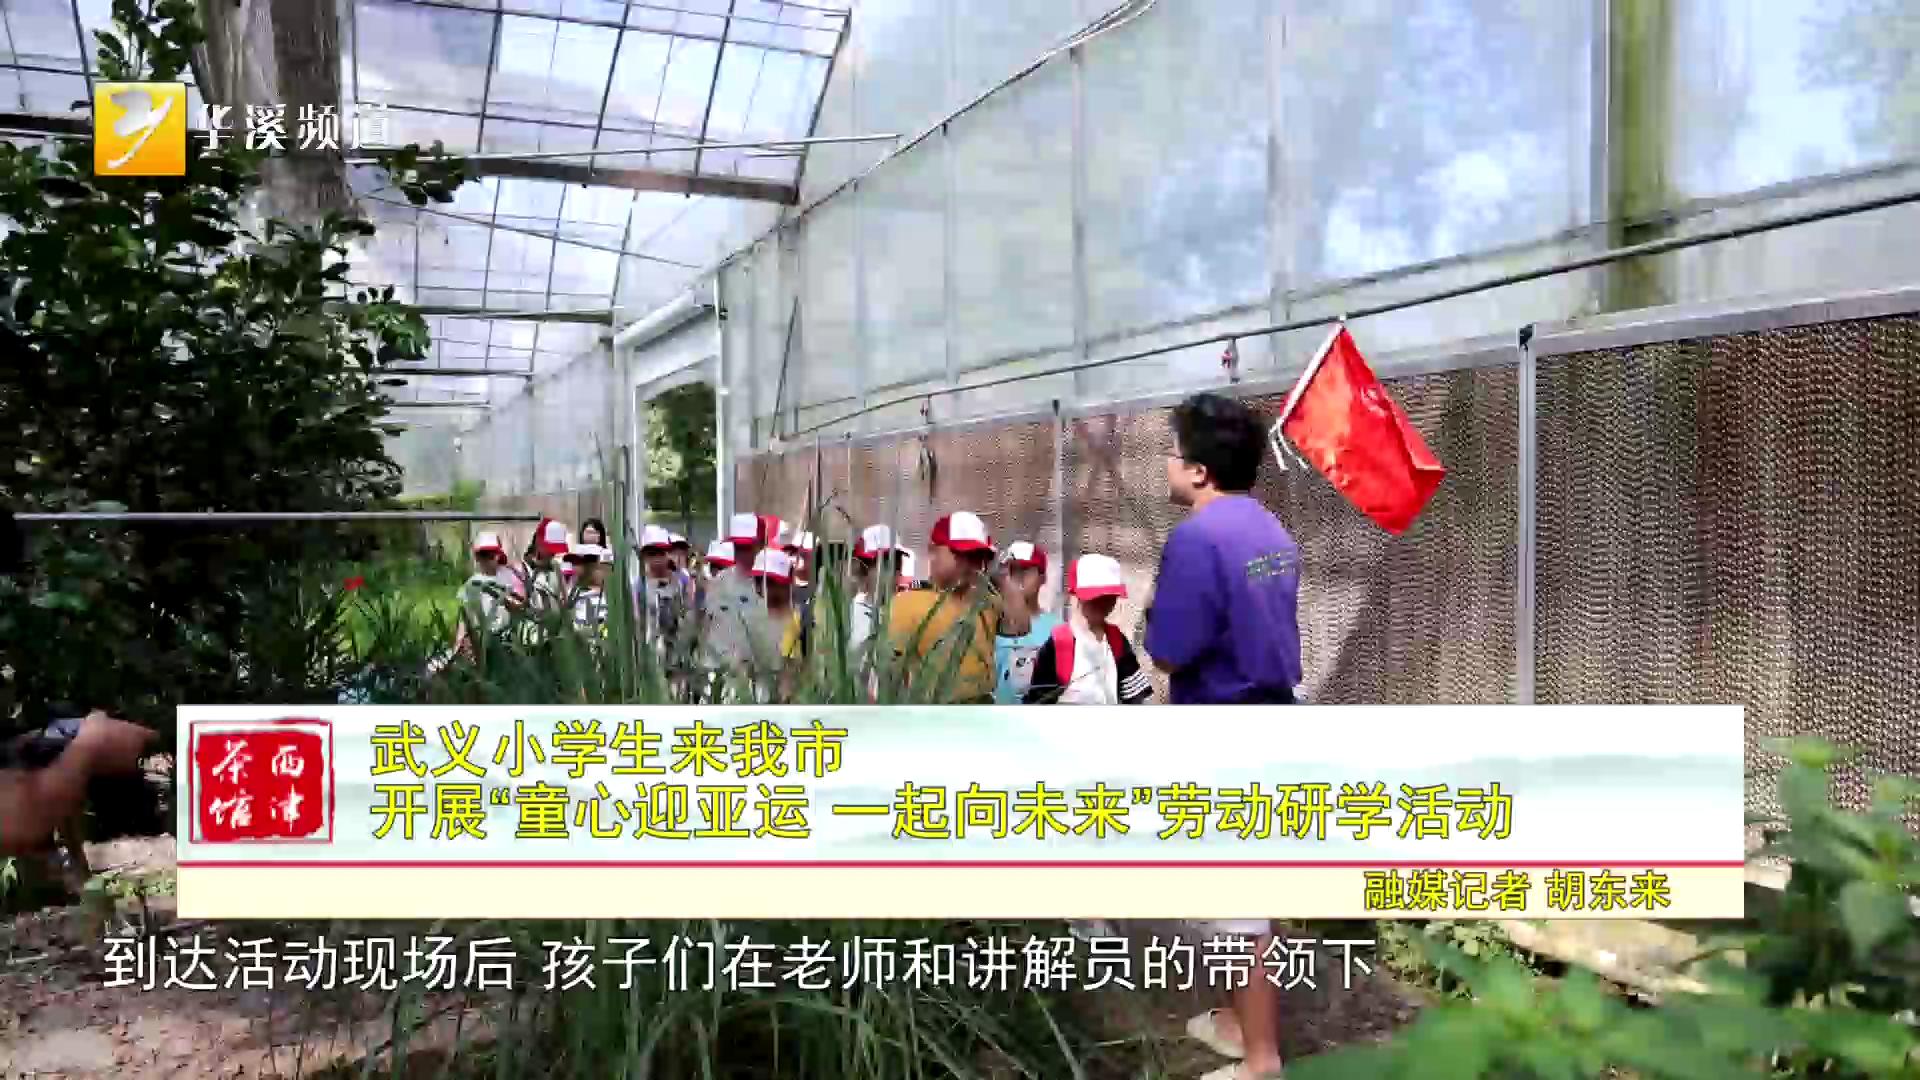 华溪频道
武义小学生来我市
开展“童心迎亚运 一起向未来”劳动研学活动
西津
茶馆
融媒记者 胡东来
到达活动现场后 孩子们在老师和讲解员的带领下